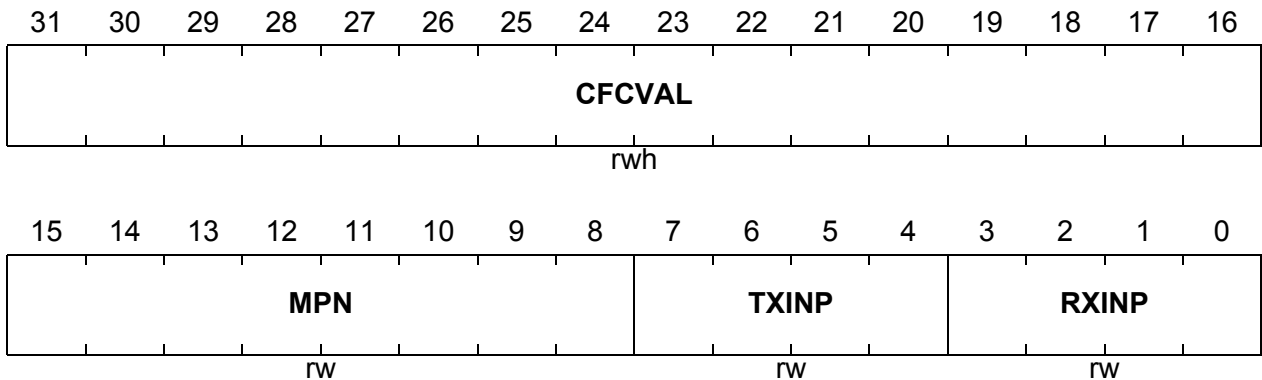 31 30 29 28 27 26 25 24 23 22 21 20 19 18 17 16
CFCVAL
rwh
15 14 13 12 11 10 9 8 7 6 5 4 3 2 1 0
MPN TXINP RXINP
rw rw rw